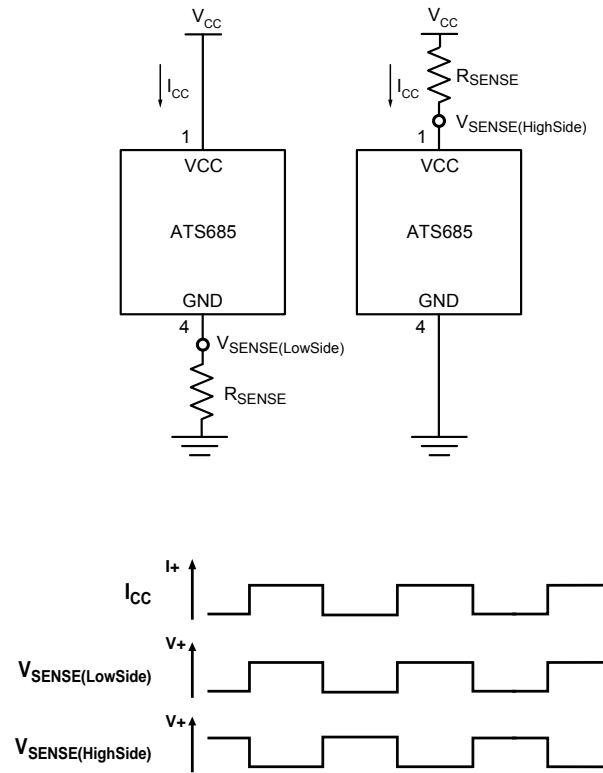 VCC
ICC
1
VCC
ATS685
GND
4
VSENSE(LowSide)
RSENSE
VCC
RSENSE
ICC
VSENSE(HighSide)
1
VCC
ATS685
GND
4
I+
ICC
V+
VSENSE(LowSide)
V+
VSENSE(HighSide)